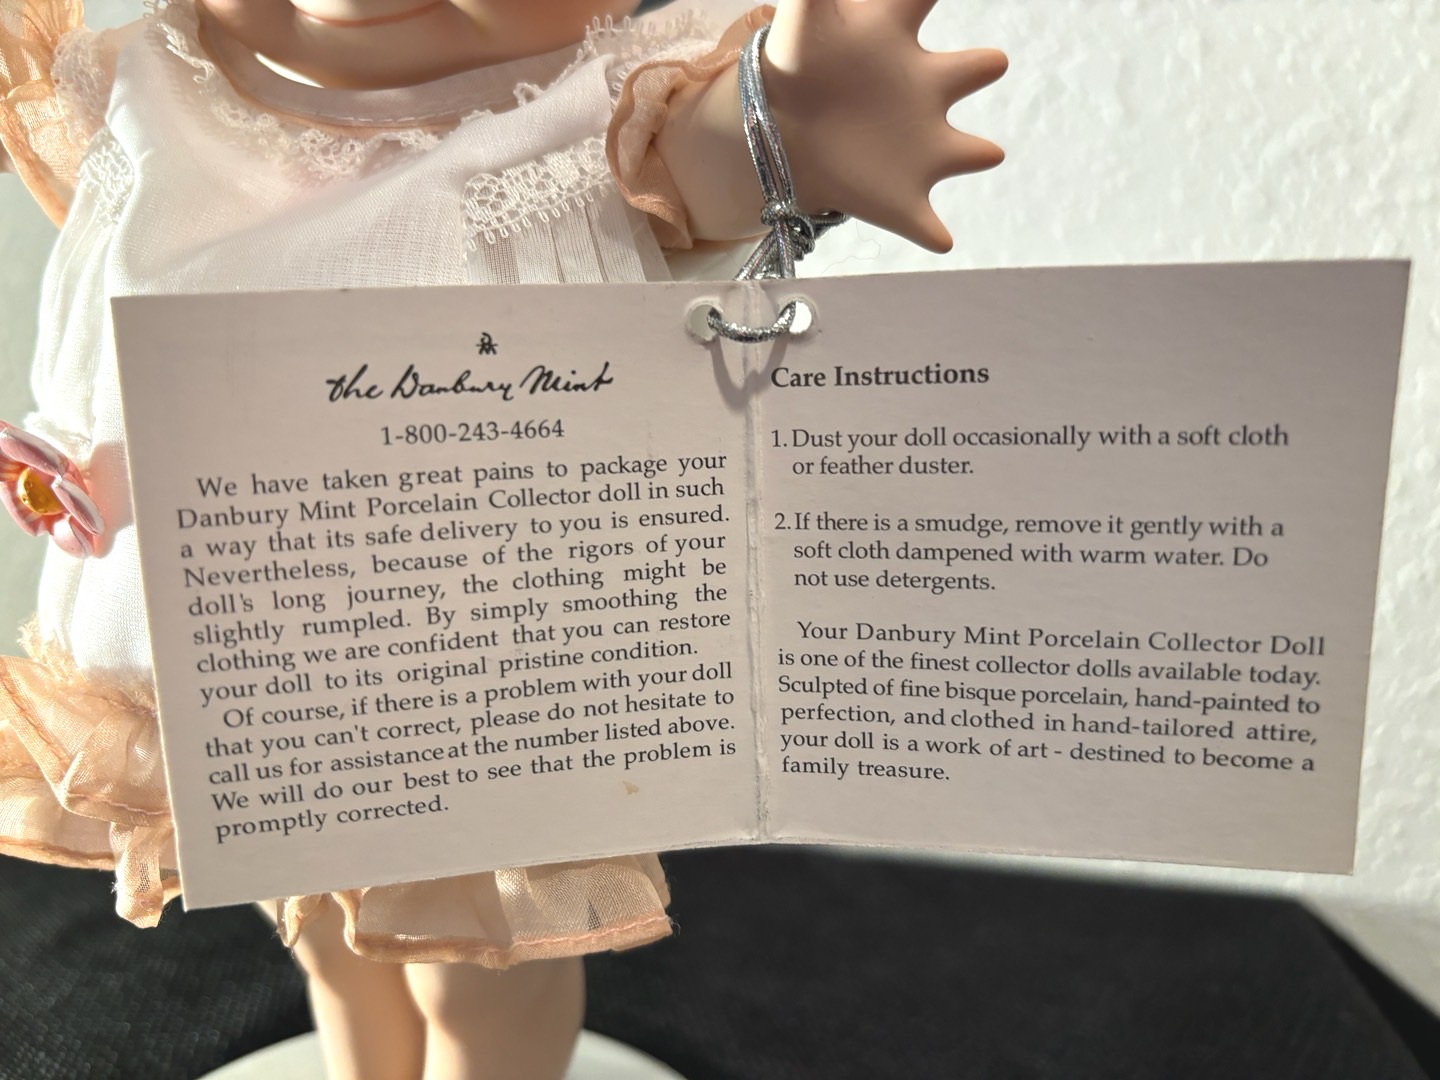 the Danbury Mint
1-800-243-4664
We have taken great pains to package your
Danbury Mint Porcelain Collector doll in such
a way that its safe delivery to you is ensured.
Nevertheless, because of the rigors of your
doll's long journey, the clothing might be
slightly rumpled. By simply smoothing the
clothing we are confident that you can restore
your doll to its original pristine condition.
Of course, if there is a problem with your doll
that you can't correct, please do not hesitate to
call us for assistance at the number listed above.
We will do our best to see that the problem is
promptly corrected.
Care Instructions
1. Dust your doll occasionally with a soft cloth
or feather duster.
2. If there is a smudge, remove it gently with a
soft cloth dampened with warm water. Do
not use detergents.
Your Danbury Mint Porcelain Collector Doll
is one of the finest collector dolls available today.
Sculpted of fine bisque porcelain, hand-painted to
perfection, and clothed in hand-tailored attire,
your doll is a work of art - destined to become a
family treasure.